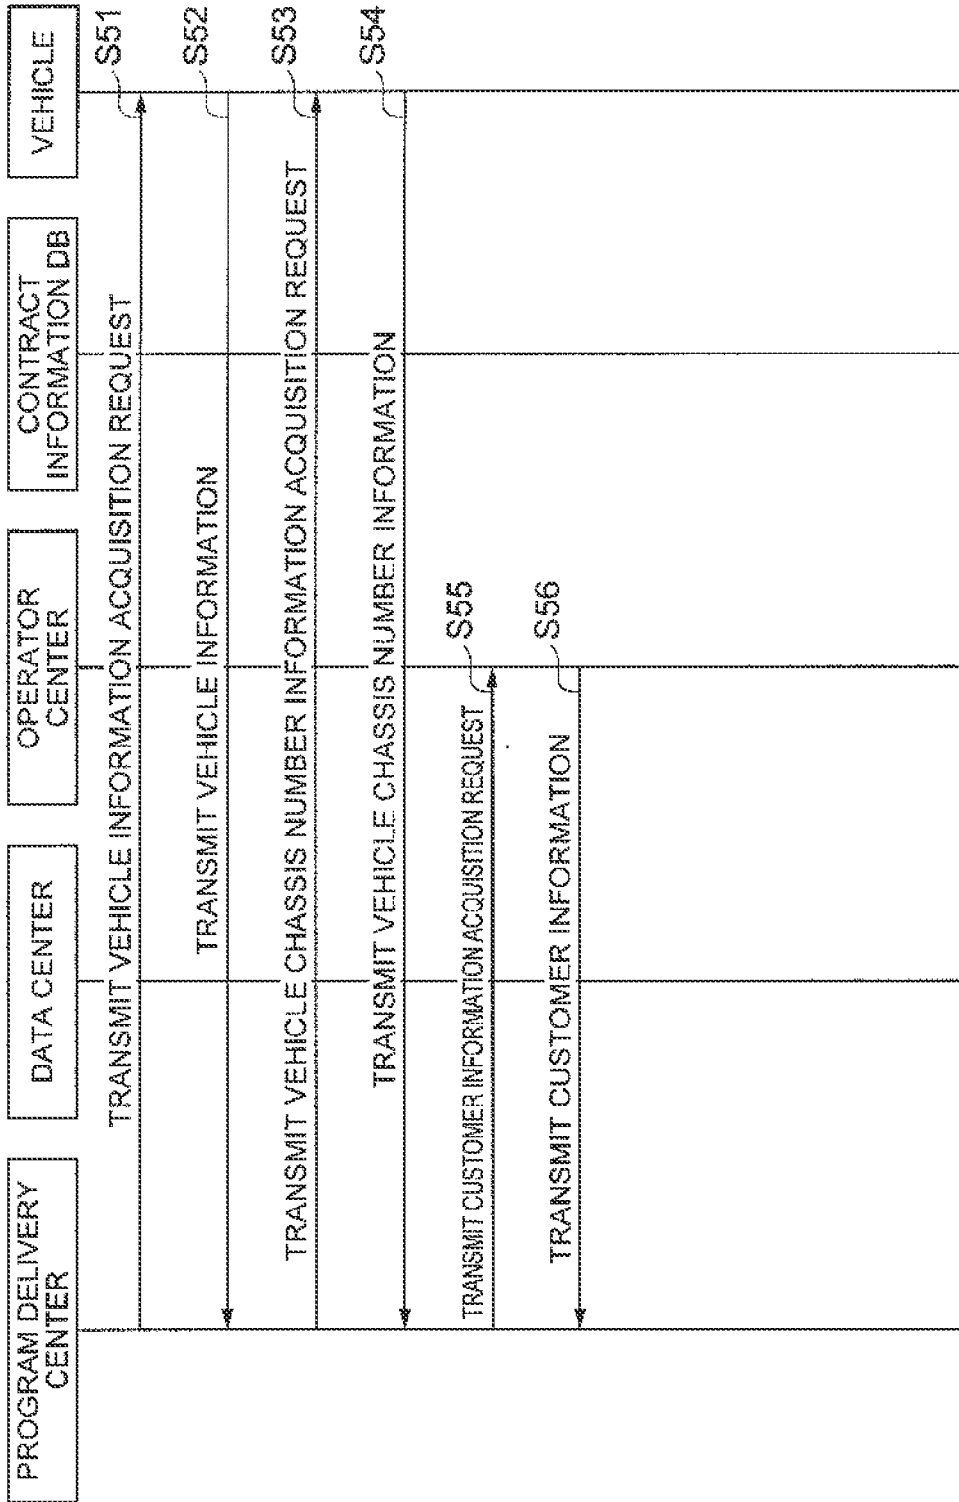 PROGRAM DELIVERY
CENTER
DATA CENTER
OPERATOR
CENTER
CONTRACT
INFORMATION DB
VEHICLE
TRANSMIT VEHICLE INFORMATION ACQUISITION REQUEST
S51
TRANSMIT VEHICLE INFORMATION
S52
TRANSMIT VEHICLE CHASSIS NUMBER INFORMATION ACQUISITION REQUEST
S53
TRANSMIT VEHICLE CHASSIS NUMBER INFORMATION
S54
TRANSMIT CUSTOMER INFORMATION ACQUISITION REQUEST
S55
TRANSMIT CUSTOMER INFORMATION
S56